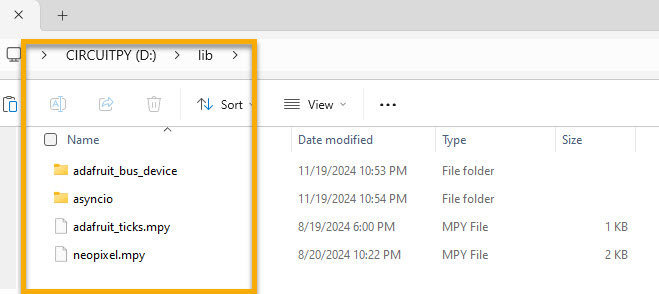 CIRCUITPY (D:) lib
Sort View
Name Date modified Type Size
adafruit_bus_device 11/19/2024 10:53 PM File folder
asyncio 11/19/2024 10:54 PM File folder
adafruit_ticks.mpy 8/19/2024 6:00 PM MPY File 1 KB
neopixel.mpy 8/20/2024 10:22 PM MPY File 2 KB